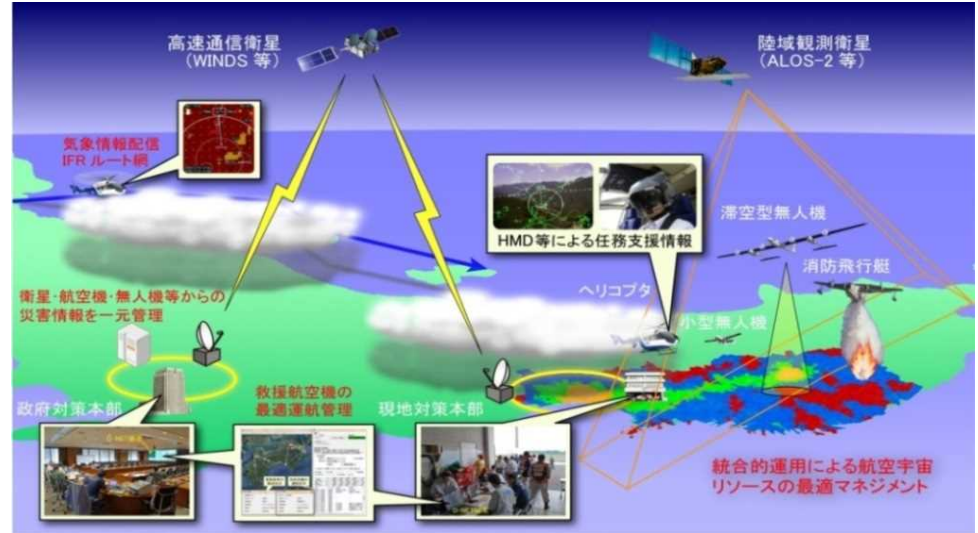 高速通信衛星
(WINDS 等)
陸域観測衛星
(ALOS-2 等)
気象情報配信
IFR ルート網
HMD等による任務支援情報
滞空型無人機
消防飛行艇
ヘリコプタ
小型無人機
衛星・航空機・無人機等からの
災害情報を一元管理
政府対策本部
救援航空機の
最適運航管理
現地対策本部
統合的運用による航空宇宙
リソースの最適マネジメント